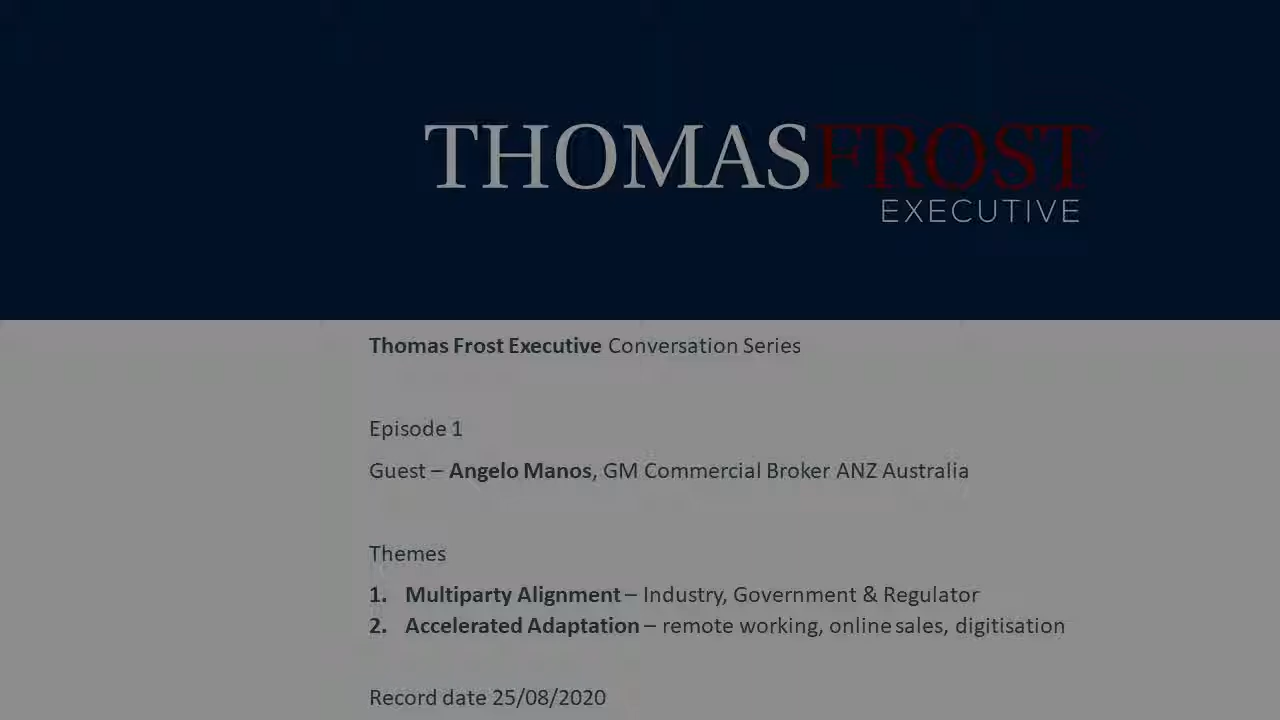 THOMASFROST
EXECUTIVE
Thomas Frost Executive Conversation Series
Episode 1
Guest – Angelo Manos, GM Commercial Broker ANZ Australia
Themes
1. Multiparty Alignment – Industry, Government & Regulator
2. Accelerated Adaptation – remote working, online sales, digitisation
Record date 25/08/2020